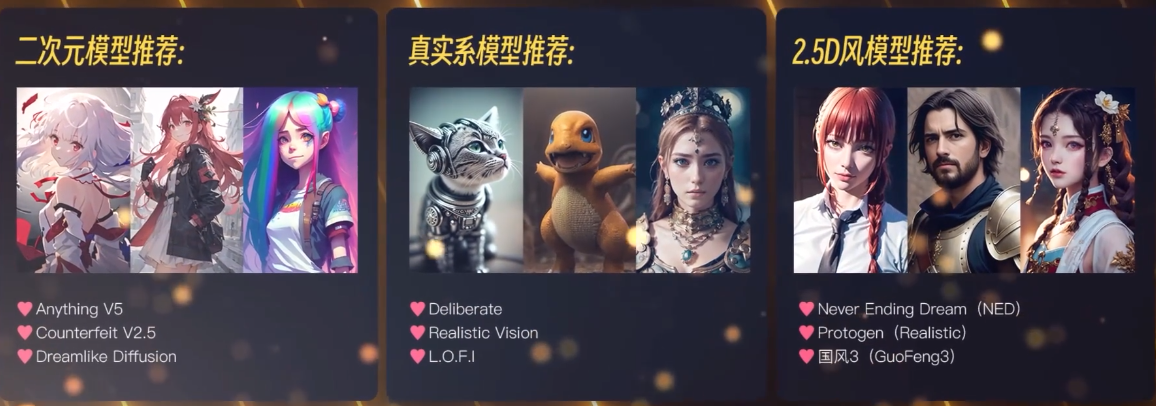 二次元模型推荐:
Anything V5
Counterfeit V2.5
Dreamlike Diffusion
真实系模型推荐:
Deliberate
Realistic Vision
L.O.F.I
2.5D风模型推荐:
Never Ending Dream（NED）
Protogen（Realistic）
国风3（GuoFeng3）